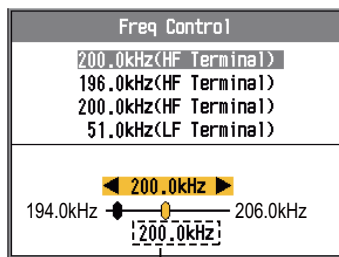 Freq Control
200.0kHz(HF Terminal)
196.0kHz(HF Terminal)
200.0kHz(HF Terminal)
51.0kHz(LF Terminal)
◀ 200.0kHz ▶
194.0kHz 206.0kHz
200.0kHz